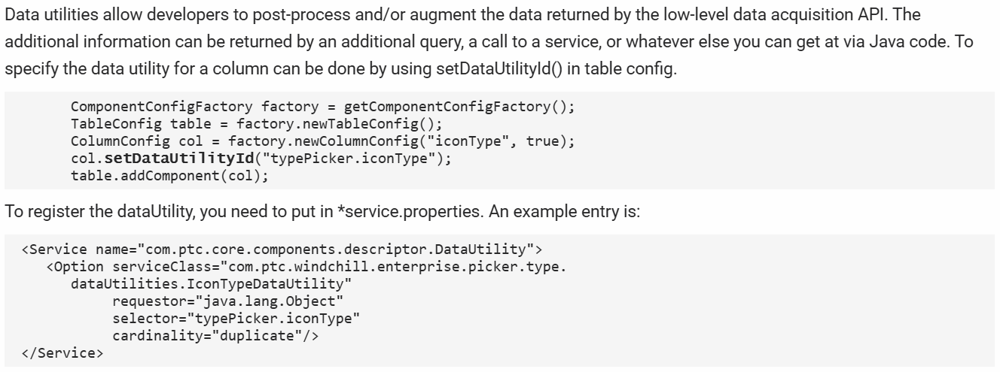 Data utilities allow developers to post-process and/or augment the data returned by the low-level data acquisition API. The
additional information can be returned by an additional query, a call to a service, or whatever else you can get at via Java code. To
specify the data utility for a column can be done by using setDataUtilityId() in table config.
ComponentConfigFactory factory = getComponentConfigFactory();
TableConfig table = factory.newTableConfig();
ColumnConfig col = factory.newColumnConfig("iconType", true);
col.setDataUtilityId("typePicker.iconType");
table.addComponent(col);
To register the dataUtility, you need to put in *service.properties. An example entry is:
<Service name="com.ptc.core.components.descriptor.DataUtility">
<Option serviceClass="com.ptc.windchill.enterprise.picker.type.
dataUtilities.IconTypeDataUtility"
requestor="java.lang.Object"
selector="typePicker.iconType"
cardinality="duplicate"/>
</Service>